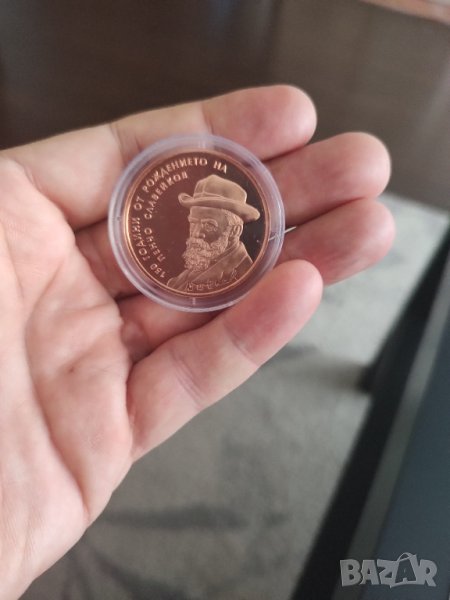 150 ГОДИНИ ОТ РОЖДЕНИЕТО НА
ПЕНЧО СЛАВЕЙКОВ
BAZAR